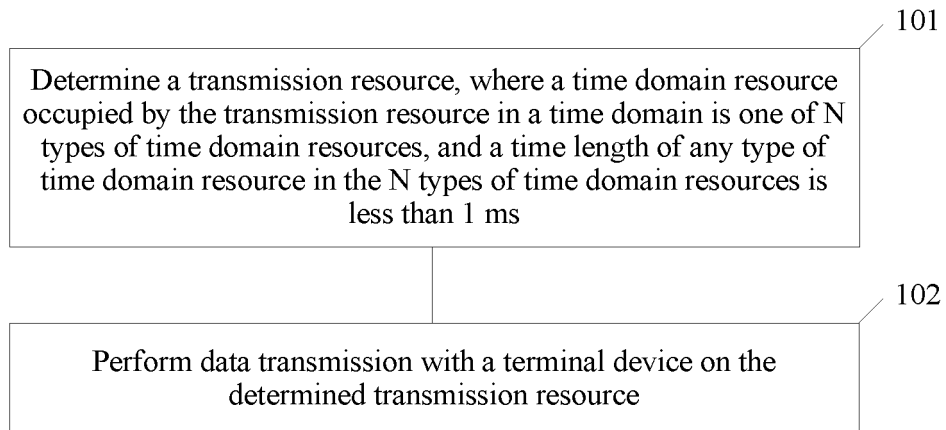 101
Determine a transmission resource, where a time domain resource
occupied by the transmission resource in a time domain is one of N
types of time domain resources, and a time length of any type of
time domain resource in the N types of time domain resources is
less than 1 ms
102
Perform data transmission with a terminal device on the
determined transmission resource